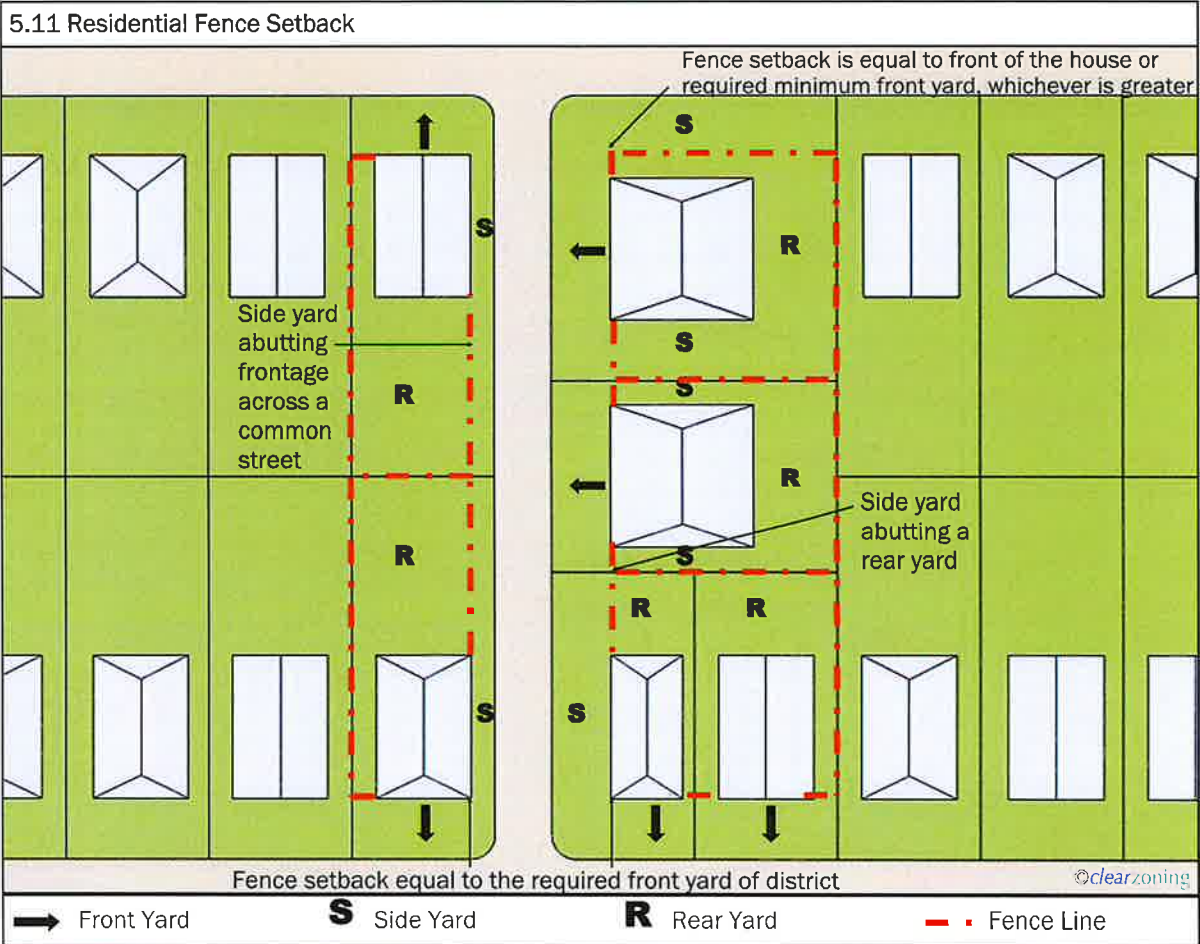 5.11 Residential Fence Setback
Fence setback is equal to front of the house or
required minimum front yard, whichever is greater
S
S
R
Side yard
abutting
frontage
across a
common
street
S
R
S
R
Side yard
abutting a
rear yard
R
S
R
R
S
S
Fence setback equal to the required front yard of district
©clearzoning
Front Yard
S Side Yard
R Rear Yard
Fence Line